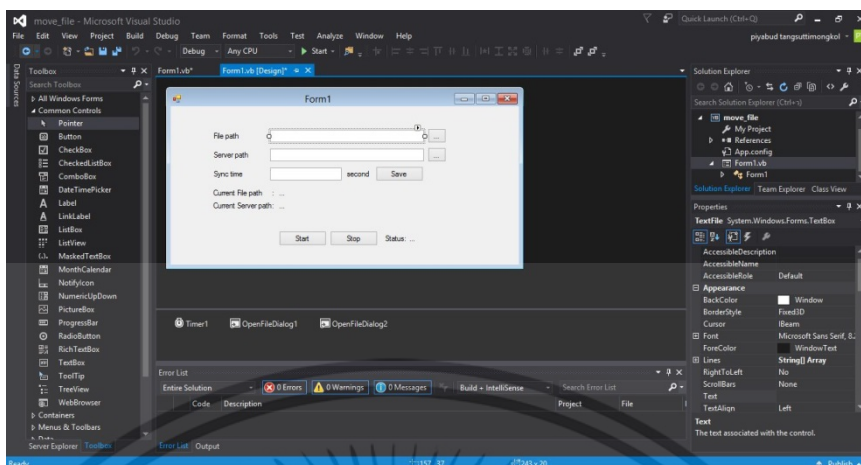 move_file - Microsoft Visual Studio
Quick Launch (Ctrl+Q)
File Edit View Project Build Debug Team Format Tools Test Analyze Window Help
piyabud tangsuttimongkol
Debug Any CPU Start
Data Sources
Toolbox
Search Toolbox
All Windows Forms
Common Controls
Pointer
Button
CheckBox
CheckedListBox
ComboBox
DateTimePicker
Label
LinkLabel
ListBox
ListView
MaskedTextBox
MonthCalendar
NotifyIcon
NumericUpDown
PictureBox
ProgressBar
RadioButton
RichTextBox
TextBox
ToolTip
TreeView
WebBrowser
Containers
Menus & Toolbars
Data
Server Explorer Toolbox
Form1.vb* Form1.vb [Design]*
Form1
File path ...
Server path ...
Sync time second Save
Current File path : ...
Current Server path: ...
Start Stop Status: ...
Timer1 OpenFileDialog1 OpenFileDialog2
Error List
Entire Solution 0 Errors 0 Warnings 0 Messages Build + IntelliSense Search Error List
Code Description Project File
Error List Output
Solution Explorer
Search Solution Explorer (Ctrl+ว)
move_file
My Project
References
App.config
Form1.vb
Form1
Solution Explorer Team Explorer Class View
Properties
TextFile System.Windows.Forms.TextBox
AccessibleDescription
AccessibleName
AccessibleRole Default
Appearance
BackColor Window
BorderStyle Fixed3D
Cursor IBeam
Font Microsoft Sans Serif, 8.
ForeColor WindowText
Lines String[] Array
RightToLeft No
ScrollBars None
Text
TextAlign Left
Text
The text associated with the control.
Ready 157, 37 243 x 20 Publish